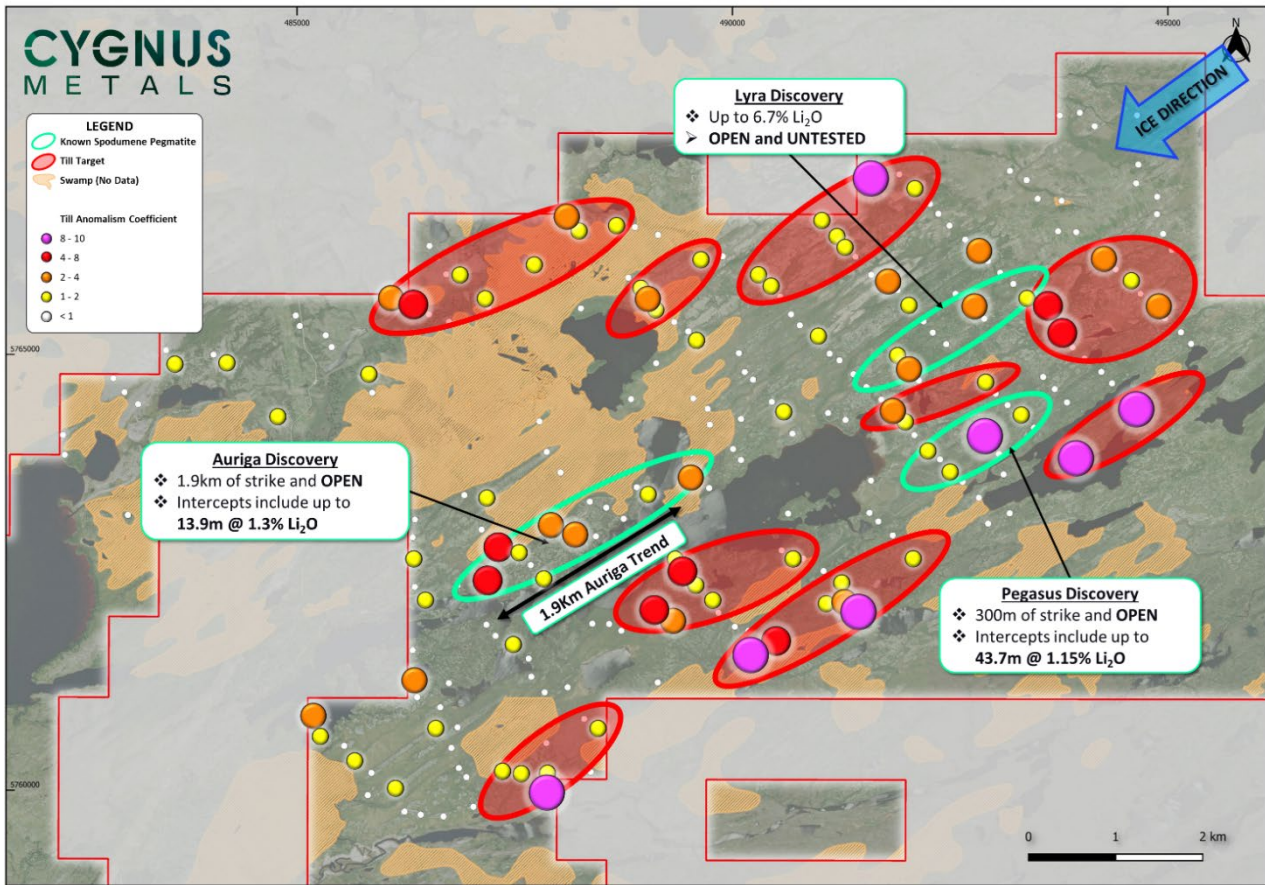 485000
490000
495000
CYGNUS
METALS
N
ICE DIRECTION
LEGEND
Known Spodumene Pegmatite
Till Target
Swamp (No Data)
Till Anomalism Coefficient
8 - 10
4 - 8
2 - 4
1 - 2
< 1
Lyra Discovery
❖ Up to 6.7% Li₂O
➢ OPEN and UNTESTED
5765000
Auriga Discovery
❖ 1.9km of strike and OPEN
❖ Intercepts include up to
13.9m @ 1.3% Li₂O
1.9Km Auriga Trend
Pegasus Discovery
❖ 300m of strike and OPEN
❖ Intercepts include up to
43.7m @ 1.15% Li₂O
5760000
0 1 2 km